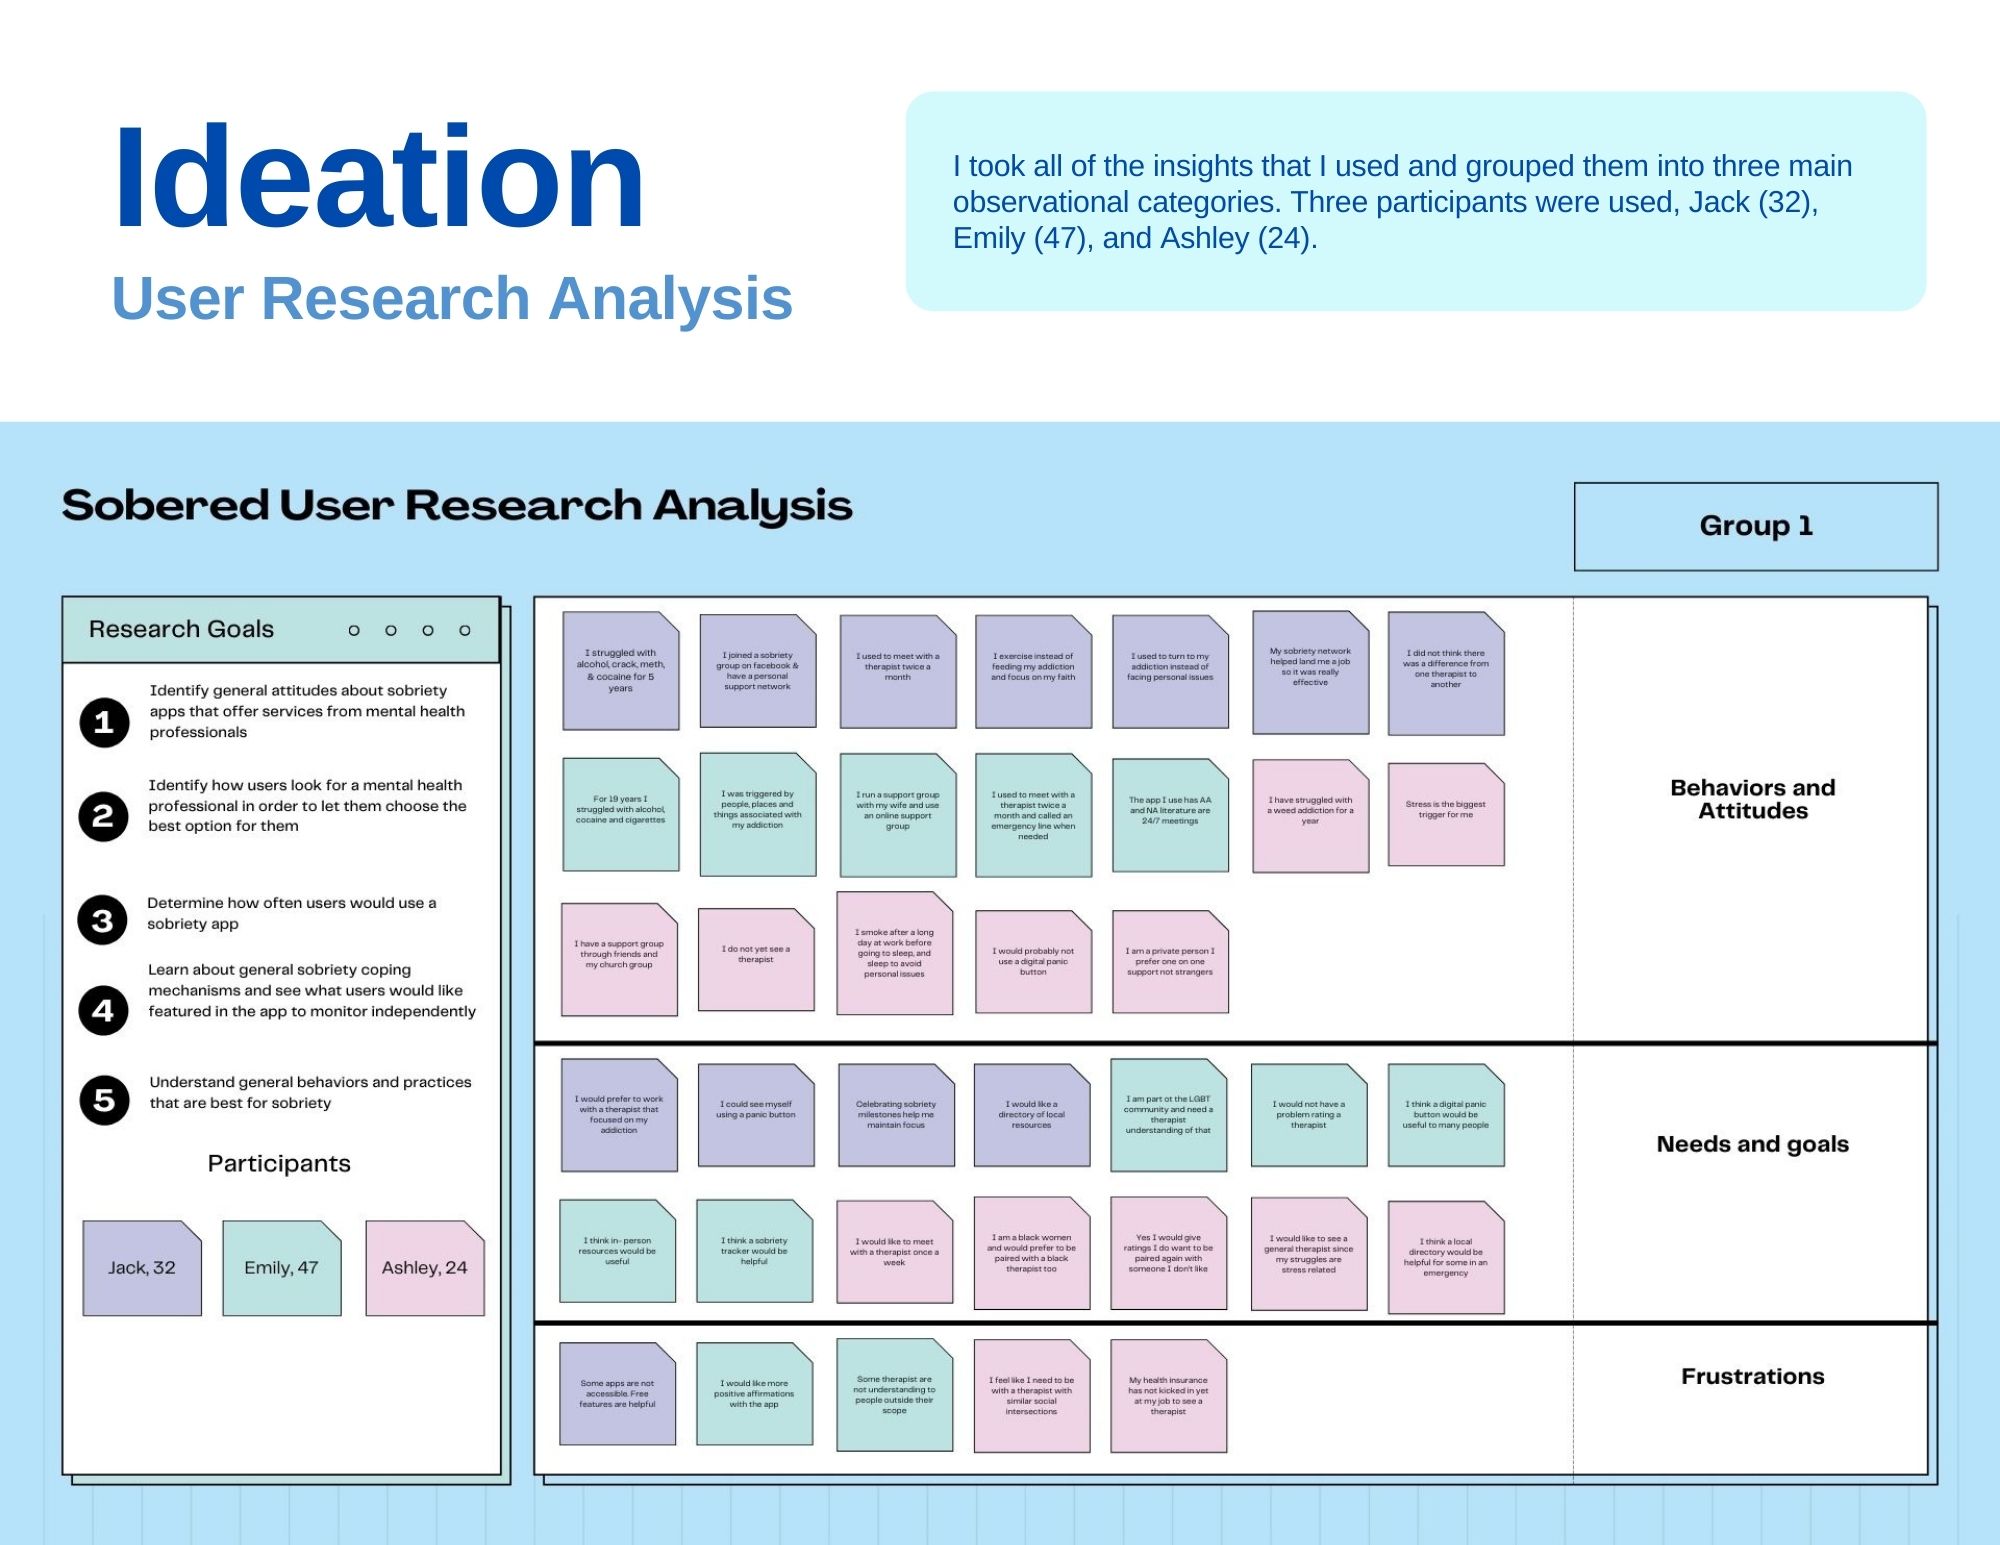 Ideation
User Research Analysis
I took all of the insights that I used and grouped them into three main
observational categories. Three participants were used, Jack (32),
Emily (47), and Ashley (24).
Sobered User Research Analysis
Group 1
Research Goals
1
Identify general attitudes about sobriety
apps that offer services from mental health
professionals
2
Identify how users look for a mental health
professional in order to let them choose the
best option for them
3
Determine how often users would use a
sobriety app
4
Learn about general sobriety coping
mechanisms and see what users would like
featured in the app to monitor independently
5
Understand general behaviors and practices
that are best for sobriety
Participants
Jack, 32
Emily, 47
Ashley, 24
I struggled with
alcohol, crack, meth,
& cocaine for 5
years
I joined a sobriety
group on facebook &
have a personal
support network
I used to meet with a
therapist twice a
month
I exercise instead of
feeding my addiction
and focus on my faith
I used to turn to my
addiction instead of
facing personal issues
My sobriety network
helped land me a job
so it was really
effective
I did not think there
was a difference from
one therapist to
another
For 19 years I
struggled with alcohol,
cocaine and cigarettes
I was triggered by
people, places and
things associated with
my addiction
I run a support group
with my wife and use
an online support
group
I used to meet with a
therapist twice a
month and called an
emergency line when
needed
The app I use has AA
and NA literature are
24/7 meetings
I have struggled with
a weed addiction for a
year
Stress is the biggest
trigger for me
I have a support group
through friends and
my church group
I do not yet see a
therapist
I smoke after a long
day at work before
going to sleep, and
sleep to avoid
personal issues
I would probably not
use a digital panic
button
I am a private person I
prefer one on one
support not strangers
Behaviors and
Attitudes
I would prefer to work
with a therapist that
focused on my
addiction
I could see myself
using a panic button
Celebrating sobriety
milestones help me
maintain focus
I would like a
directory of local
resources
I am part ot the LGBT
community and need a
therapist
understanding of that
I would not have a
problem rating a
therapist
I think a digital panic
button would be
useful to many people
I think in- person
resources would be
useful
I think a sobriety
tracker would be
helpful
I would like to meet
with a therapist once a
week
I am a black women
and would prefer to be
paired with a black
therapist too
Yes I would give
ratings I do want to be
paired again with
someone I don't like
I would like to see a
general therapist since
my struggles are
stress related
I think a local
directory would be
helpful for some in an
emergency
Needs and goals
Some apps are not
accessible. Free
features are helpful
I would like more
positive affirmations
with the app
Some therapist are
not understanding to
people outside their
scope
I feel like I need to be
with a therapist with
similar social
intersections
My health insurance
has not kicked in yet
at my job to see a
therapist
Frustrations